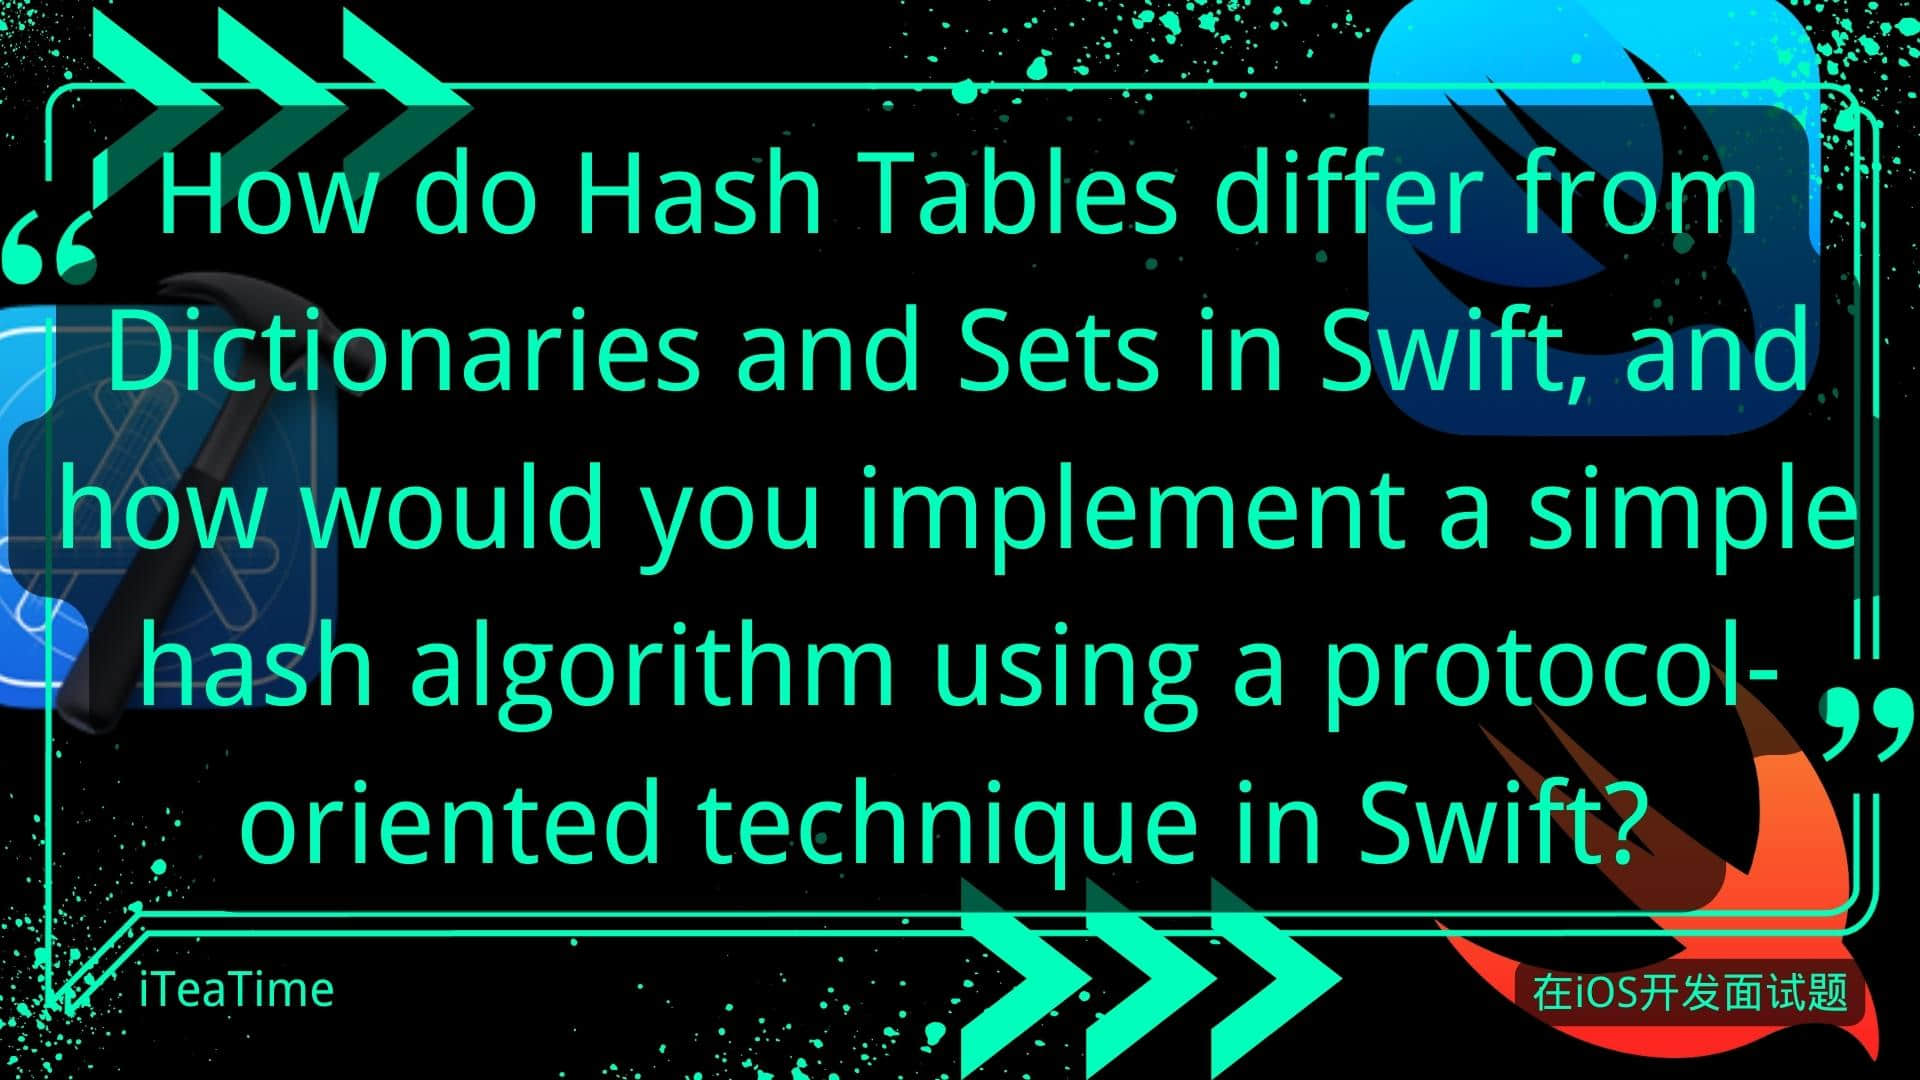 “
How do Hash Tables differ from
Dictionaries and Sets in Swift, and
how would you implement a simple
hash algorithm using a protocol-
oriented technique in Swift?
”
iTeaTime
在iOS开发面试题